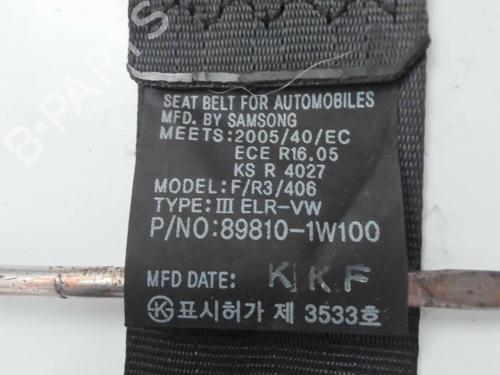 SEAT BELT FOR AUTOMOBILES
MFD. BY SAMSONG
MEETS:2005/40/EC
ECE R16.05
KS R 4027
MODEL:F/R3/406
TYPE:Ⅲ ELR-VW
P/NO:89810-1W100
MFD DATE: KKF
Ⓚ 표시허가 제 3533호
B-PARTS